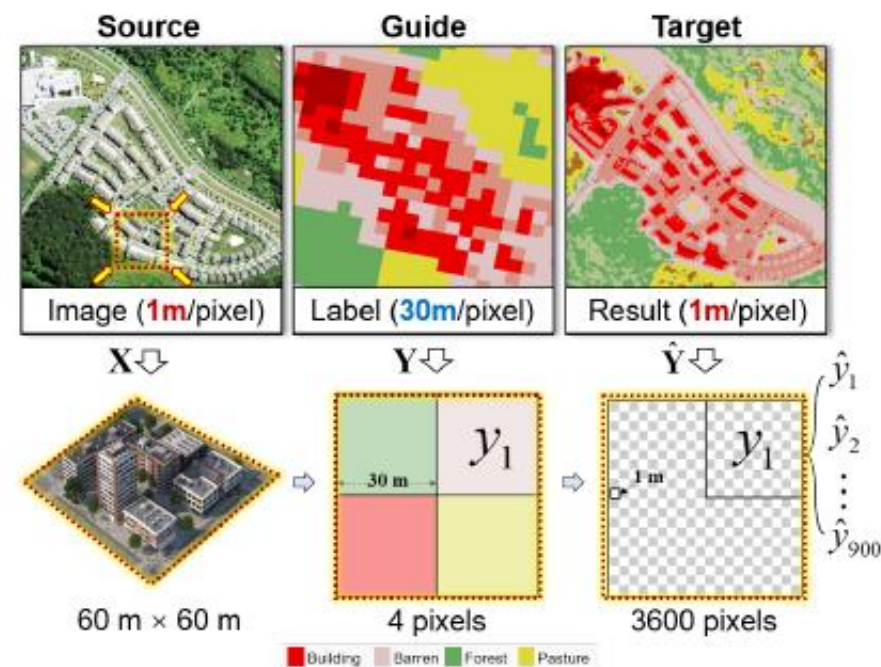 Source Guide Target
Image (1m/pixel) Label (30m/pixel) Result (1m/pixel)
X Y Ŷ
ŷ1
y1 y1 ŷ2
30 m 1 m
ŷ900
60 m × 60 m 4 pixels 3600 pixels
Building Barren Forest Pasture